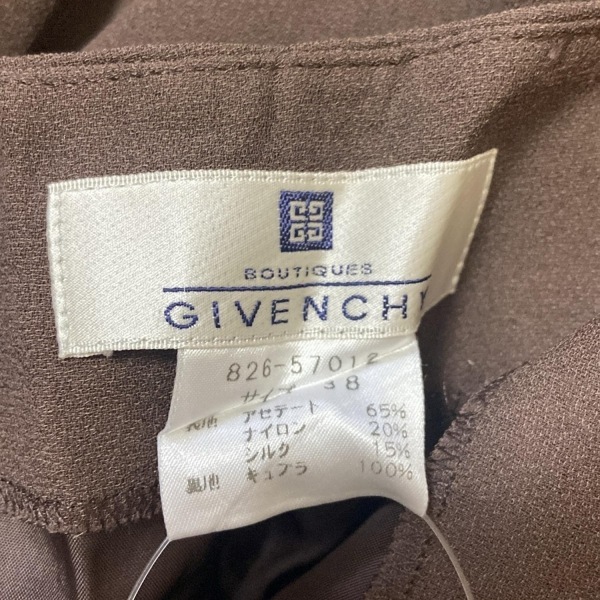 BOUTIQUES
GIVENCHY
826-57012
サイズ 38
表地 アセテート 65%
ナイロン 20%
シルク 15%
裏地 キュプラ 100%